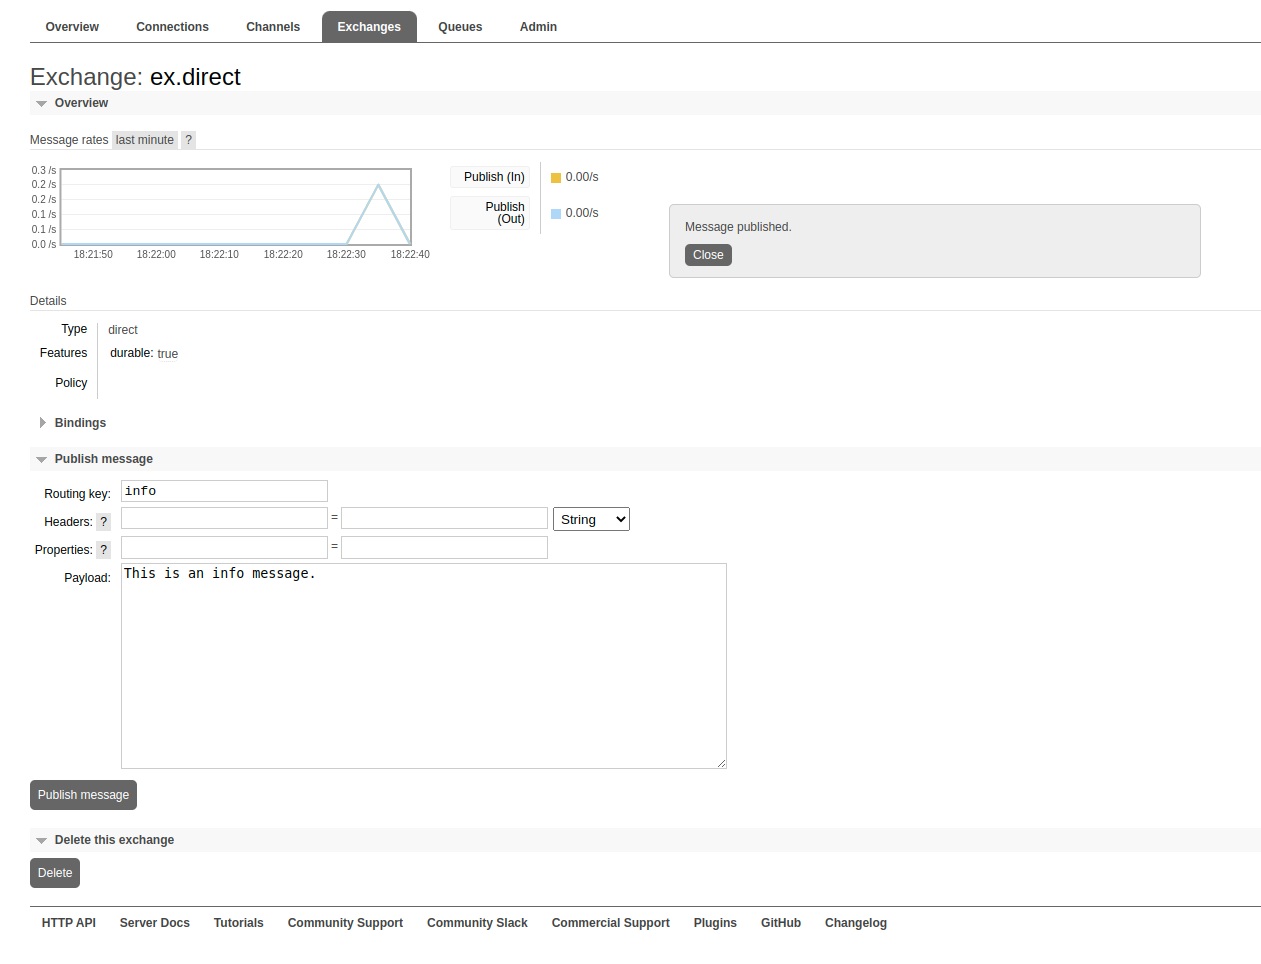 Overview Connections Channels Exchanges Queues Admin
Exchange: ex.direct
Overview
Message rates last minute ?
0.3 /s
0.2 /s
0.2 /s
0.1 /s
0.1 /s
0.0 /s
18:21:50 18:22:00 18:22:10 18:22:20 18:22:30 18:22:40
Publish (In) 0.00/s
Publish
(Out) 0.00/s
Message published.
Close
Details
Type direct
Features durable: true
Policy
Bindings
Publish message
Routing key: info
Headers: ? = String
Properties: ? =
Payload: This is an info message.
Publish message
Delete this exchange
Delete
HTTP API Server Docs Tutorials Community Support Community Slack Commercial Support Plugins GitHub Changelog